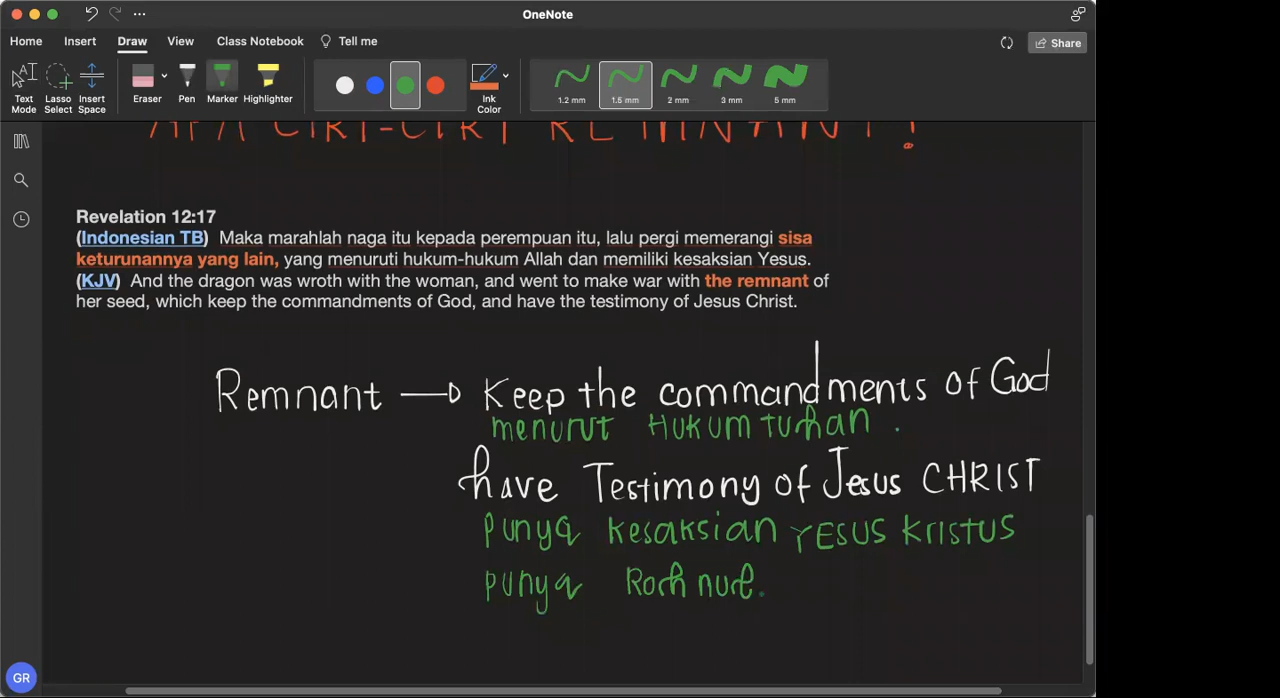 OneNote
Home Insert Draw View Class Notebook Tell me Share
Text Mode Lasso Select Insert Space Eraser Pen Marker Highlighter Ink Color 1.2 mm 1.5 mm 2 mm 3 mm 5 mm
APA CIRI-CIRI REMNANT?
Revelation 12:17
(Indonesian TB) Maka marahlah naga itu kepada perempuan itu, lalu pergi memerangi sisa
keturunannya yang lain, yang menuruti hukum-hukum Allah dan memiliki kesaksian Yesus.
(KJV) And the dragon was wroth with the woman, and went to make war with the remnant of
her seed, which keep the commandments of God, and have the testimony of Jesus Christ.
Remnant → Keep the commandments of God
menurut Hukum Tuhan.
have Testimony of Jesus CHRIST
Punya Kesaksian YESUS KRISTUS
Punya Roh
GR